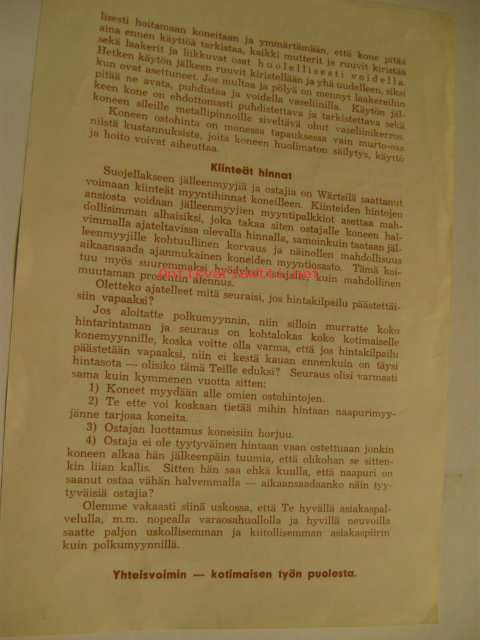 llisesti hoitamaan koneitaan ja ymmärtämään, että kone pitää
aina ennen käyttöä tarkistaa, kaikki mutterit ja ruuvit kiristää
sekä laakerit ja liikkuvat osat huolellisesti voidella.
Hetken käytön jälkeen ruuvit kiristellään ja yhä uudelleen, siksi
kun ovat asettuneet. Jos multaa ja pölyä on mennyt laakereihin
pitää ne avata, puhdistaa ja voidella vaseliinilla. Käytön jäl-
keen kone on ehdottomasti puhdistettava ja tarkistettava sekä
koneen sileille metallipinnoille siveltävä ohut vaseliinikerros.
Koneen ostohinta on monessa tapauksessa vain murto-osa
niistä kustannuksista, joita koneen huolimaton säilytys, käyttö
ja hoito voivat aiheuttaa.
Kiinteät hinnat
Suojellakseen jälleenmyyjiä ja ostajia on Wärtsilä saattanut
voimaan kiinteät myyntihinnat koneilleen. Kiinteiden hintojen
ansiosta voidaan jälleenmyyjien myyntipalkkiot asettaa mah-
dollisimman alhaisiksi, joka takaa siten ostajalle koneen hal-
vimmalla ajateltavissa olevalla hinnalla, samoinkuin taataan jäl-
leenmyyjille kohtuullinen korvaus ja näinollen mahdollisuus
aikaansaada ajanmukainen koneiden myyntiosasto. Tämä koi-
tuu myös suuremmaksi hyödyksi ostajalle, kuin mahdollinen
muutaman prosentin alennus.
Oletteko ajatelleet mitä seuraisi, jos hintakilpailu päästettäi-
siin vapaaksi?
Jos aloitatte polkumyynnin, niin silloin murratte koko
hintarintaman ja seuraus on kohtalokas koko kotimaiselle
konemyynnille, koska voitte olla varma, että jos hintakilpailu
päästetään vapaaksi, niin ei kestä kauan ennenkuin on täysi
hintasota — olisiko tämä Teille eduksi? Seuraus olisi varmasti
sama kuin kymmenen vuotta sitten:
1) Koneet myydään alle omien ostohintojen.
2) Te ette voi koskaan tietää mihin hintaan naapurimyy-
jänne tarjoaa koneita.
3) Ostajan luottamus koneisiin horjuu.
4) Ostaja ei ole tyytyväinen hintaan vaan ostettuaan jonkin
koneen alkaa hän jälkeenpäin tuumia, että olikohan se sitten-
kin liian kallis. Sitten hän saa ehkä kuulla, että naapuri on
saanut ostaa vähän halvemmalla — aikaansaadaanko näin tyy-
tyväisiä ostajia?
Olemme vakaasti siinä uskossa, että Te hyvällä asiakaspal-
velulla, m.m. nopealla varaosahuollolla ja hyvillä neuvoilla
saatte paljon uskollisemman ja kiitollisemman asiakaspiirin
kuin polkumyynnillä.
Yhteisvoimin — kotimaisen työn puolesta.